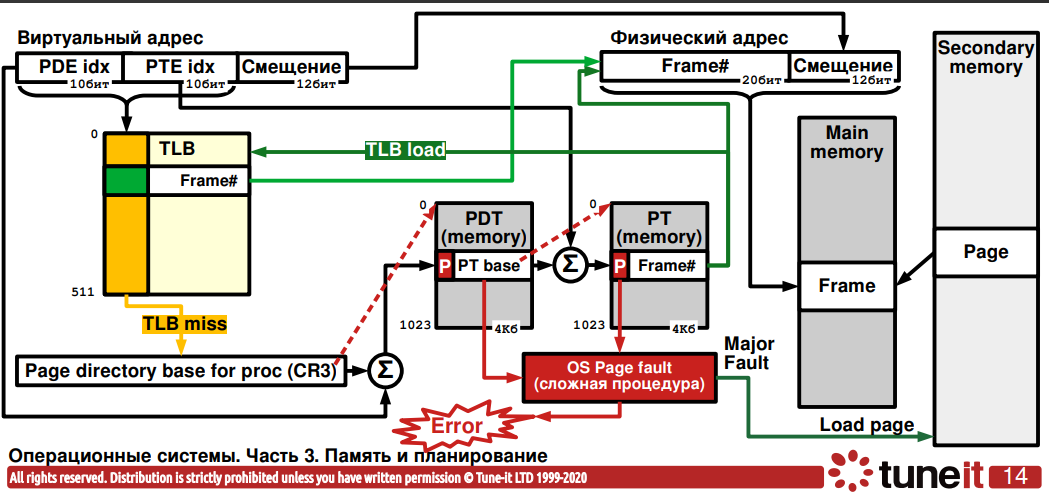 Виртуальный адрес
PDE idx
10бит
PTE idx
10бит
Смещение
12бит
Физический адрес
Frame#
20бит
Смещение
12бит
Secondary
memory
Page
Main
memory
Frame
0
TLB
Frame#
511
TLB load
TLB miss
0
PDT
(memory)
P
PT base
1023
4Кб
Σ
0
PT
(memory)
P
Frame#
1023
4Кб
Page directory base for proc (CR3)
Σ
OS Page fault
(сложная процедура)
Major
Fault
Error
Load page
Операционные системы. Часть 3. Память и планирование
All rights reserved. Distribution is strictly prohibited unless you have written permission © Tune-it LTD 1999-2020
tuneit
14